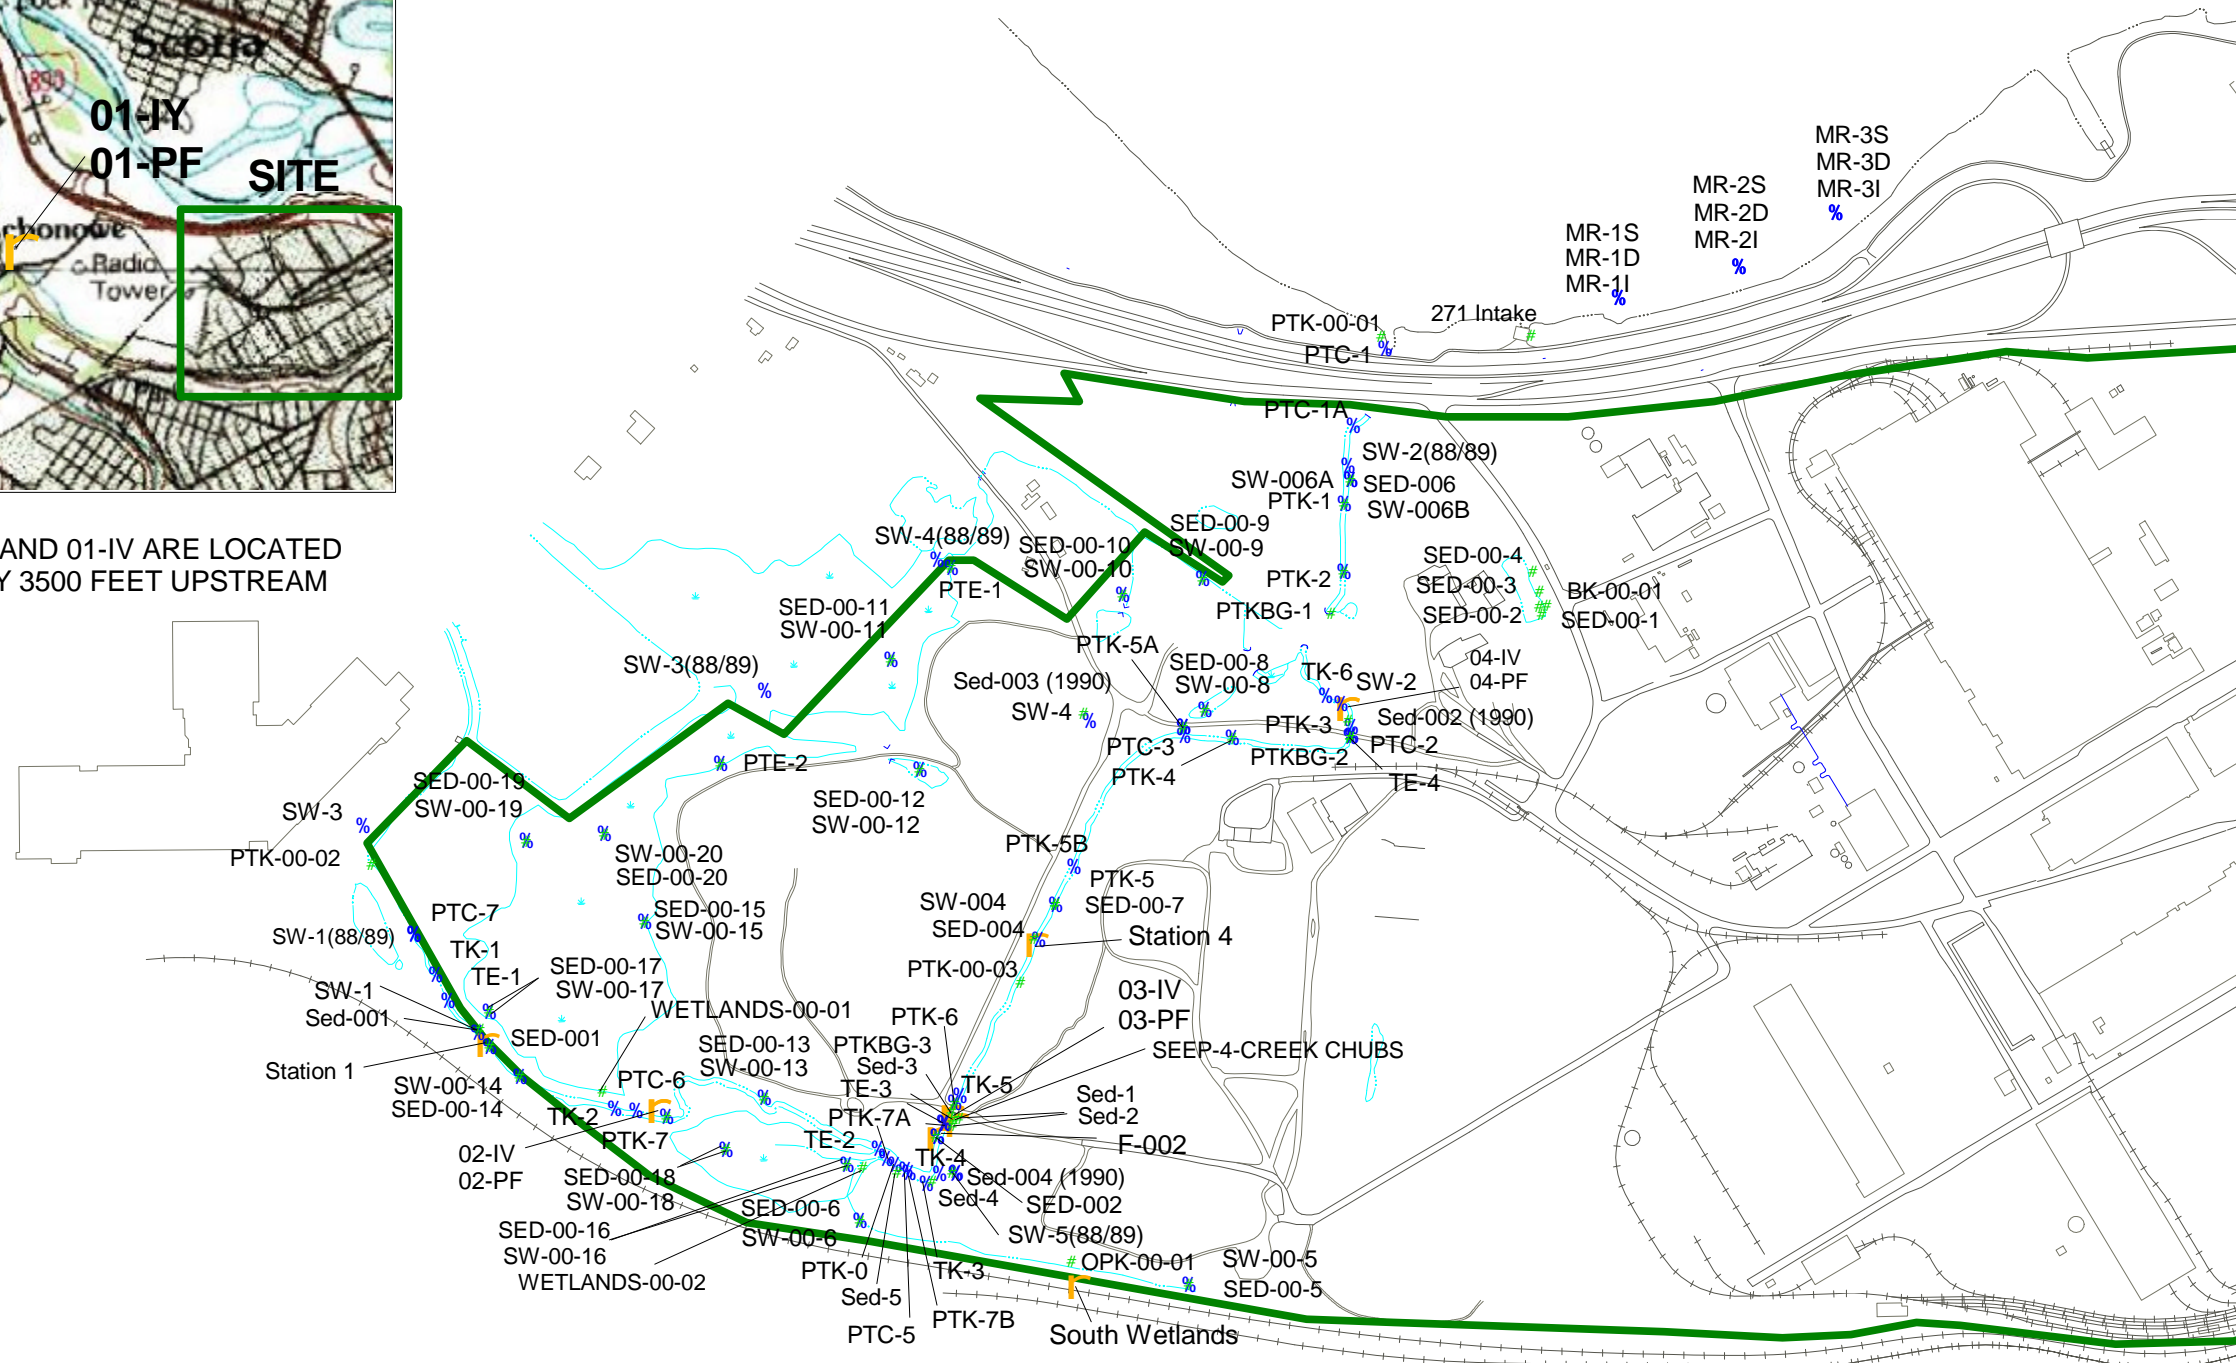 Scotia
890
01-IY
01-PF
SITE
chonowe
Radio
Tower
AND 01-IV ARE LOCATED
Y 3500 FEET UPSTREAM
MR-3S
MR-3D
MR-3I
MR-2S
MR-2D
MR-2I
MR-1S
MR-1D
MR-1I
PTK-00-01
271 Intake
PTC-1
PTC-1A
SW-2(88/89)
SW-006A
SED-006
PTK-1
SW-006B
SED-00-9
SW-00-9
SW-4(88/89)
SED-00-10
SW-00-10
PTE-1
SED-00-4
PTK-2
SED-00-3
BK-00-01
PTKBG-1
SED-00-2
SED-00-1
SED-00-11
SW-00-11
SW-3(88/89)
PTK-5A
SED-00-8
SW-00-8
TK-6
SW-2
04-IV
04-PF
Sed-003 (1990)
SW-4
PTK-3
Sed-002 (1990)
PTC-3
PTC-2
PTKBG-2
PTK-4
TE-4
PTE-2
SED-00-19
SW-00-19
SED-00-12
SW-00-12
SW-3
PTK-00-02
SW-00-20
SED-00-20
PTK-5B
PTK-5
SED-00-7
SW-004
SED-004
Station 4
PTC-7
SED-00-15
SW-00-15
SW-1(88/89)
TK-1
TE-1
SED-00-17
SW-00-17
PTK-00-03
SW-1
Sed-001
WETLANDS-00-01
03-IV
03-PF
PTK-6
SED-001
SED-00-13
SW-00-13
PTKBG-3
Sed-3
SEEP-4-CREEK CHUBS
Station 1
SW-00-14
SED-00-14
PTC-6
TE-3
TK-5
Sed-1
Sed-2
TK-2
PTK-7A
PTK-7
TE-2
F-002
02-IV
02-PF
TK-4
SED-00-18
SW-00-18
Sed-004 (1990)
Sed-4
SED-002
SED-00-6
SW-00-6
SED-00-16
SW-00-16
SW-5(88/89)
WETLANDS-00-02
PTK-0
TK-3
OPK-00-01
SW-00-5
SED-00-5
Sed-5
PTK-7B
PTC-5
South Wetlands